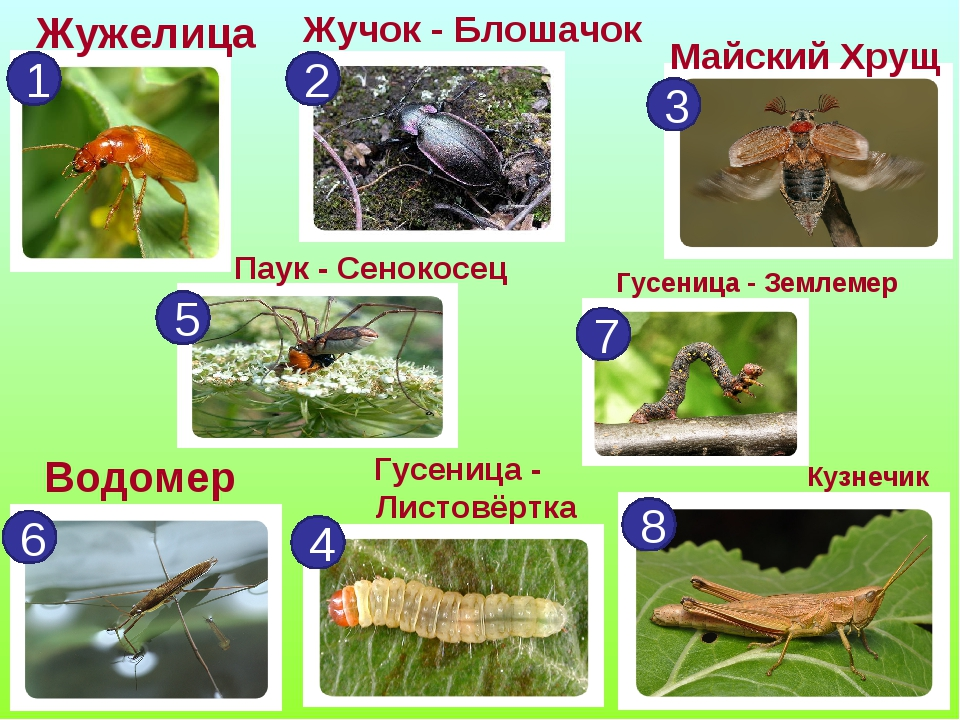 Жужелица
1
Жучок - Блошачок
2
Майский Хрущ
3
Паук - Сенокосец
5
Гусеница - Землемер
7
Водомер
6
Гусеница -
Листовёртка
4
Кузнечик
8